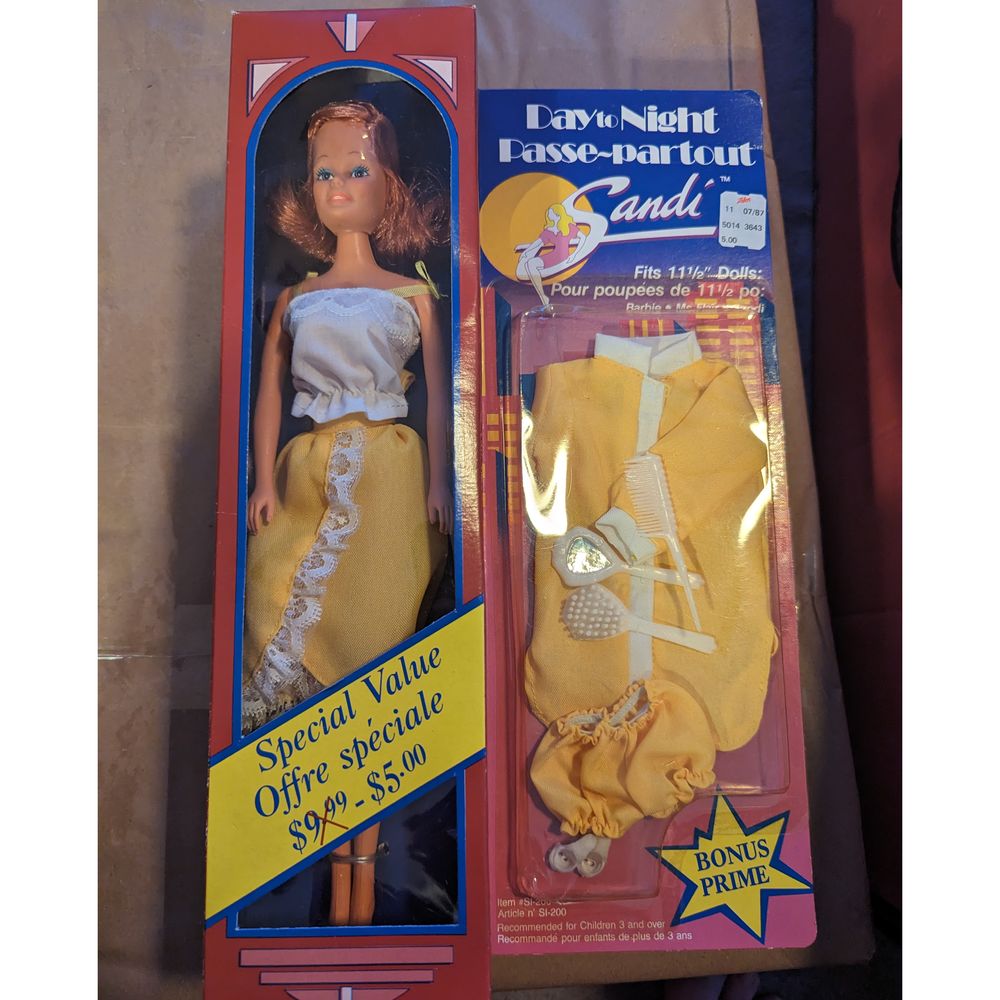 Special Value
Offre spéciale
$9.99 - $5.00
Day to Night
Passe-partout
Sandi™
11 07/87
5014 3643
5.00
Fits 11½" Dolls:
Pour poupées de 11½ po:
Barbie •
BONUS
PRIME
Item #SI-200
Article n° SI-200
Recommended for Children 3 and over
Recommandé pour enfants de plus de 3 ans